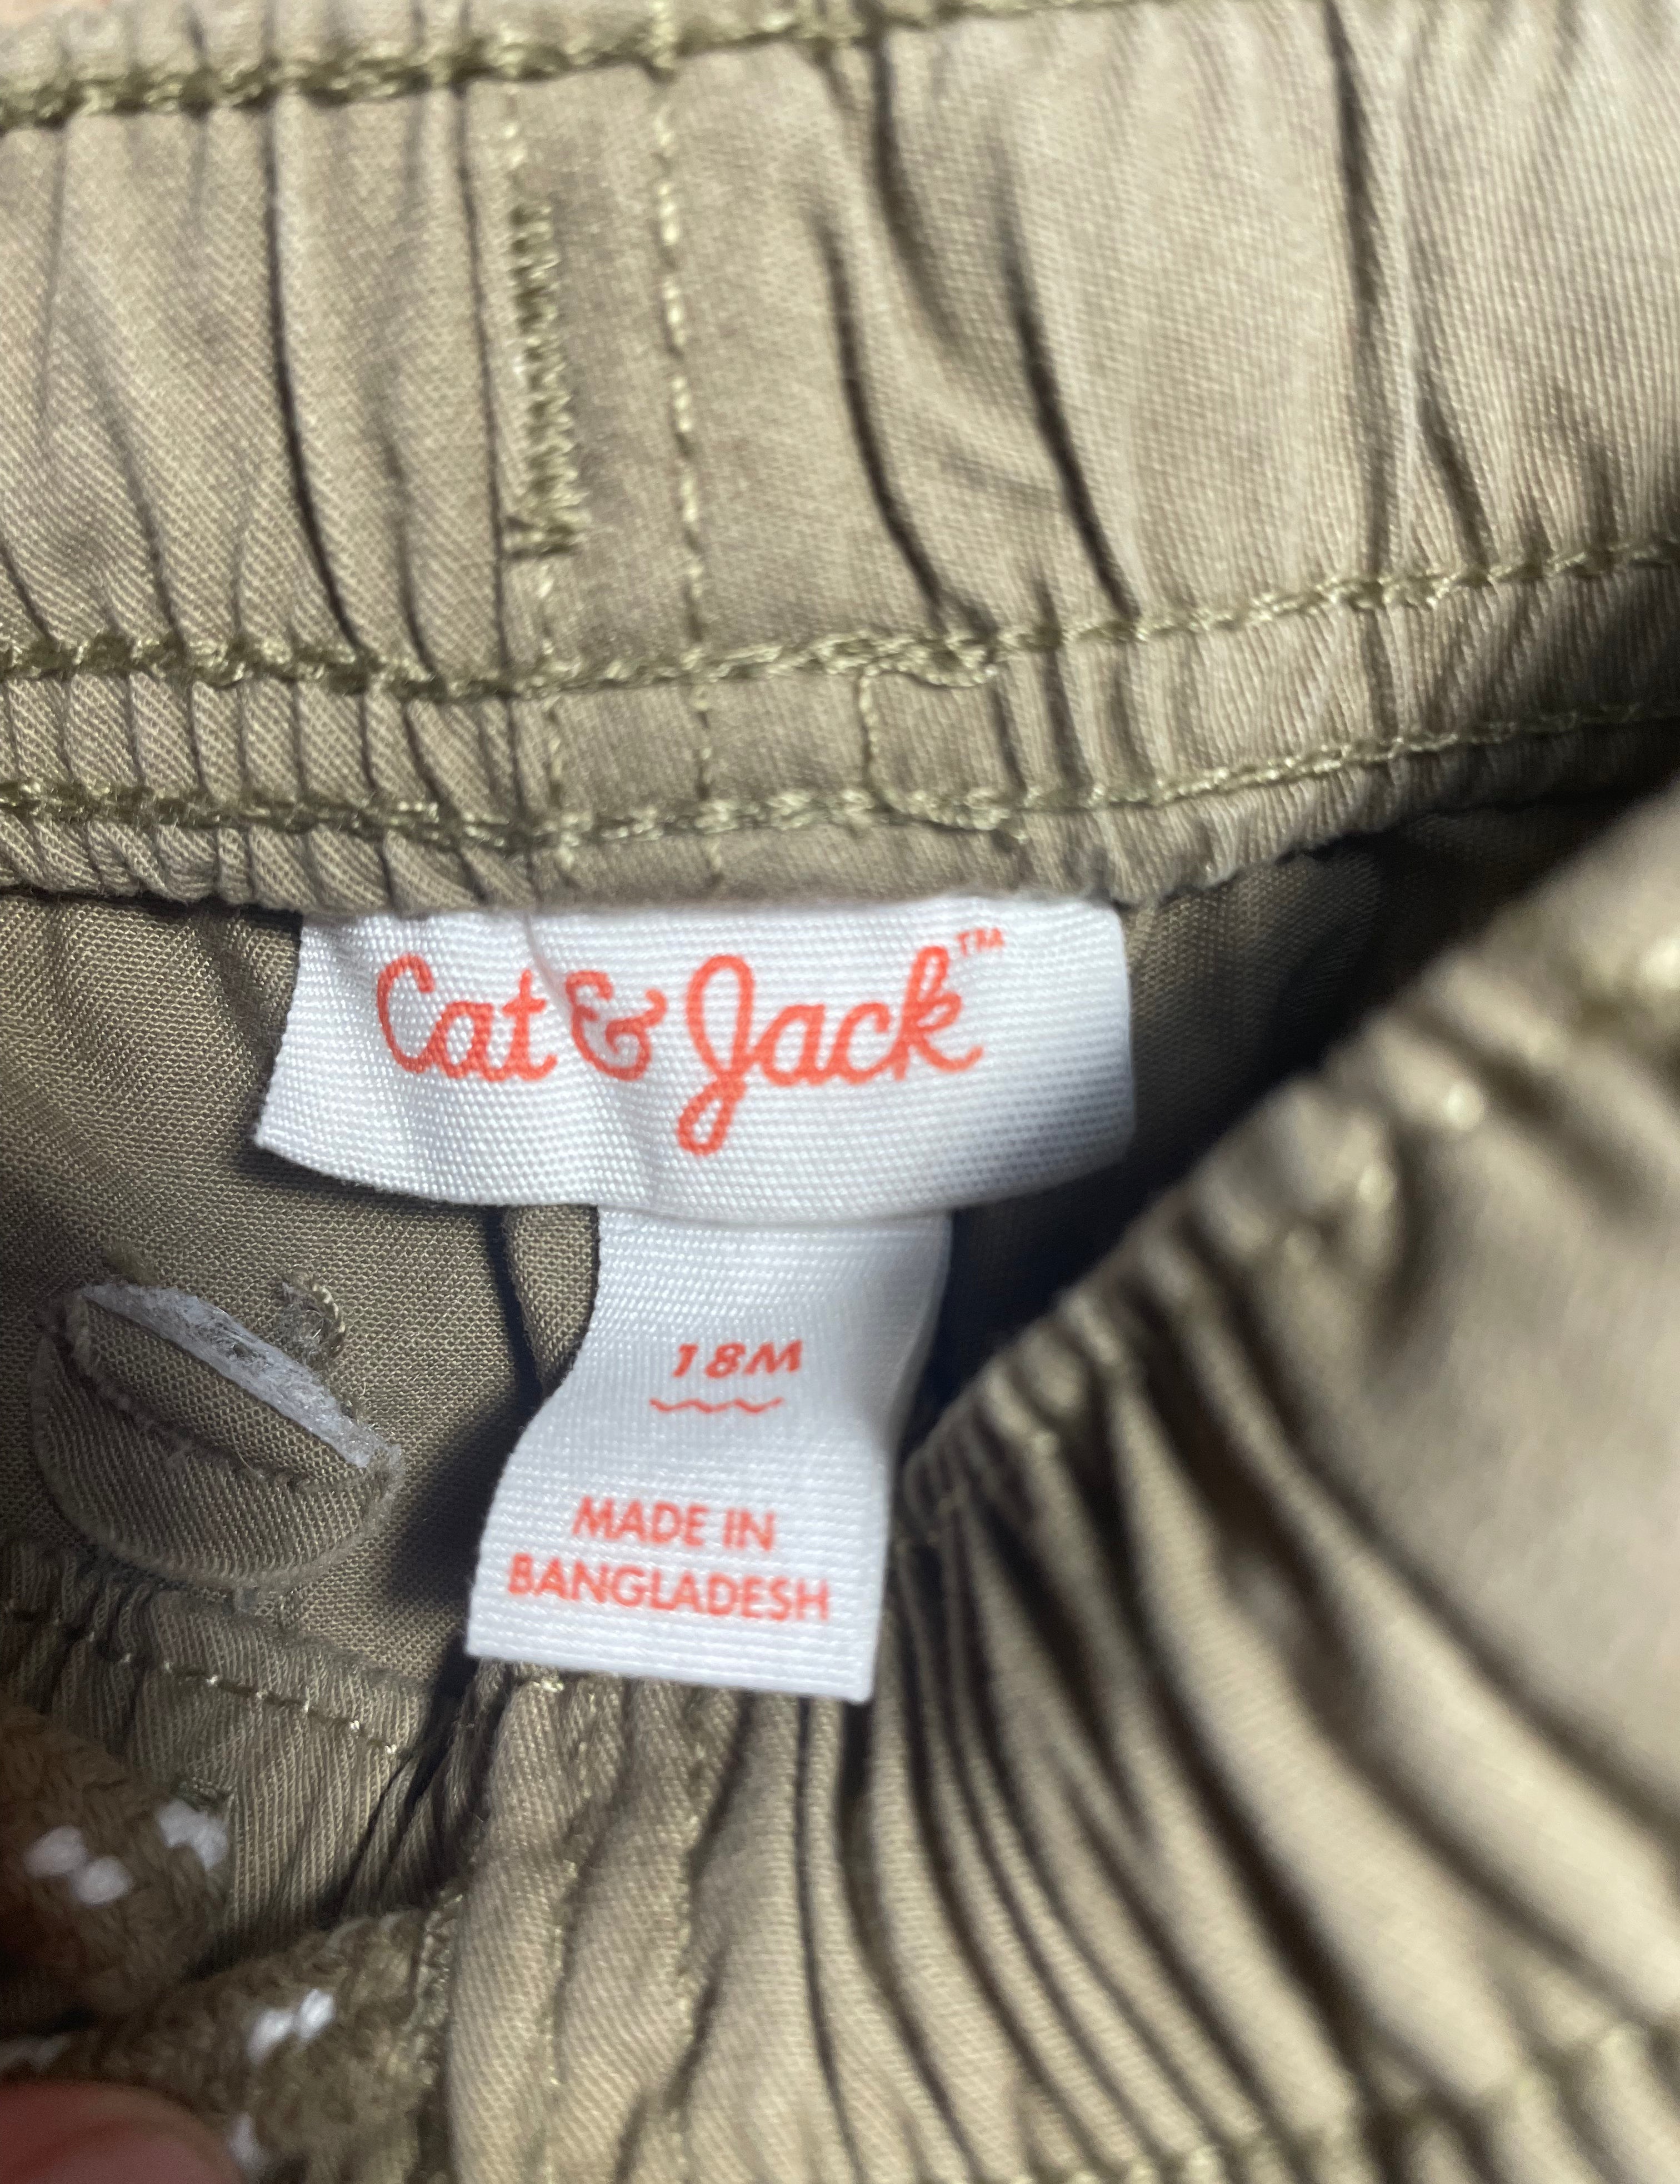 Cat & Jack™
18M
MADE IN
BANGLADESH